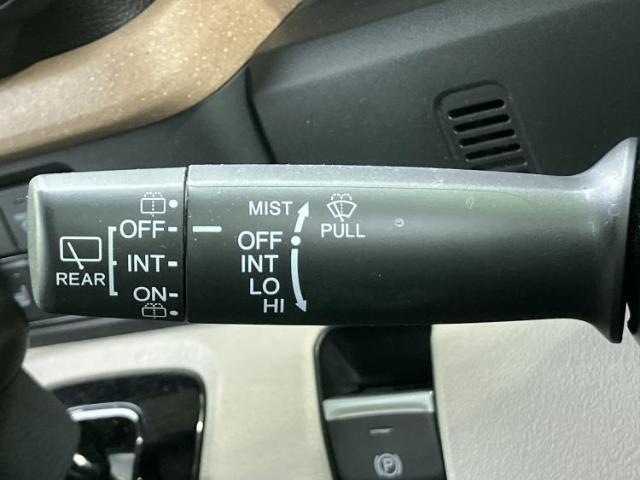 MIST
OFF
PULL
OFF
REAR
INT
INT
ON
LO
HI
P